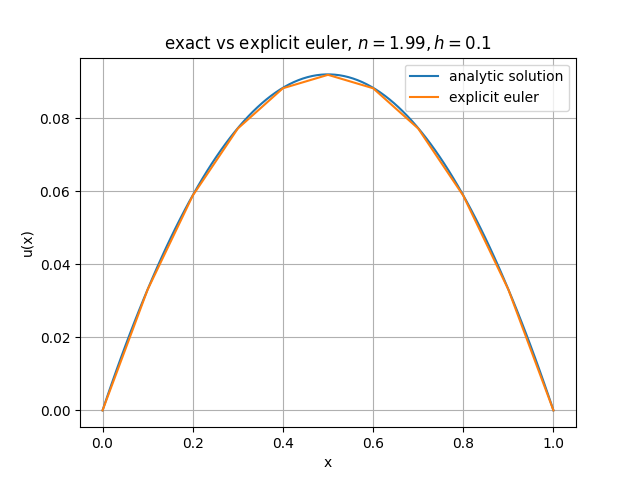 exact vs explicit euler, n = 1.99, h = 0.1
analytic solution
explicit euler
u(x)
0.08
0.06
0.04
0.02
0.00
0.0 0.2 0.4 0.6 0.8 1.0
x